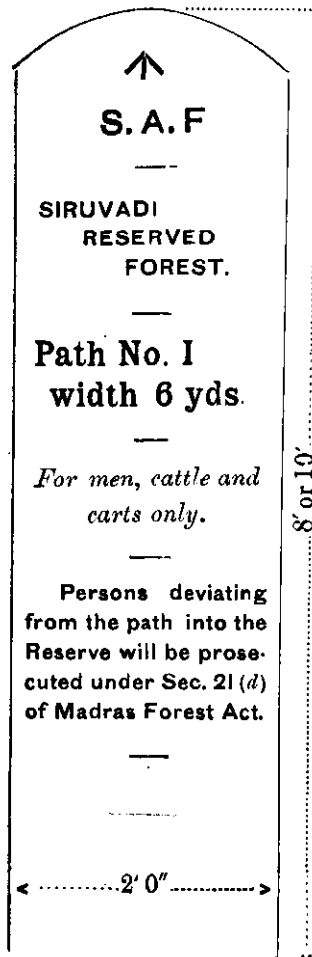 S. A. F
SIRUVADI
RESERVED
FOREST.
Path No. I
width 6 yds.
For men, cattle and
carts only.
Persons deviating
from the path into the
Reserve will be prose-
cuted under Sec. 21 (d)
of Madras Forest Act.
2' 0"
8' or 10'